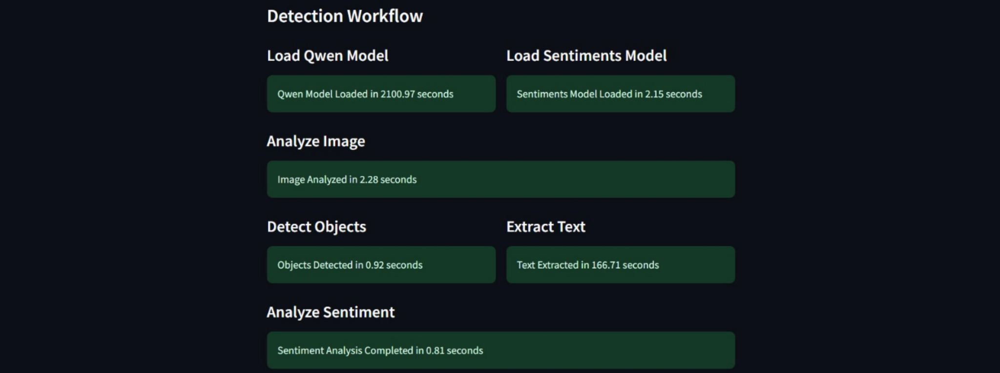 Detection Workflow
Load Qwen Model
Load Sentiments Model
Qwen Model Loaded in 2100.97 seconds
Sentiments Model Loaded in 2.15 seconds
Analyze Image
Image Analyzed in 2.28 seconds
Detect Objects
Extract Text
Objects Detected in 0.92 seconds
Text Extracted in 166.71 seconds
Analyze Sentiment
Sentiment Analysis Completed in 0.81 seconds